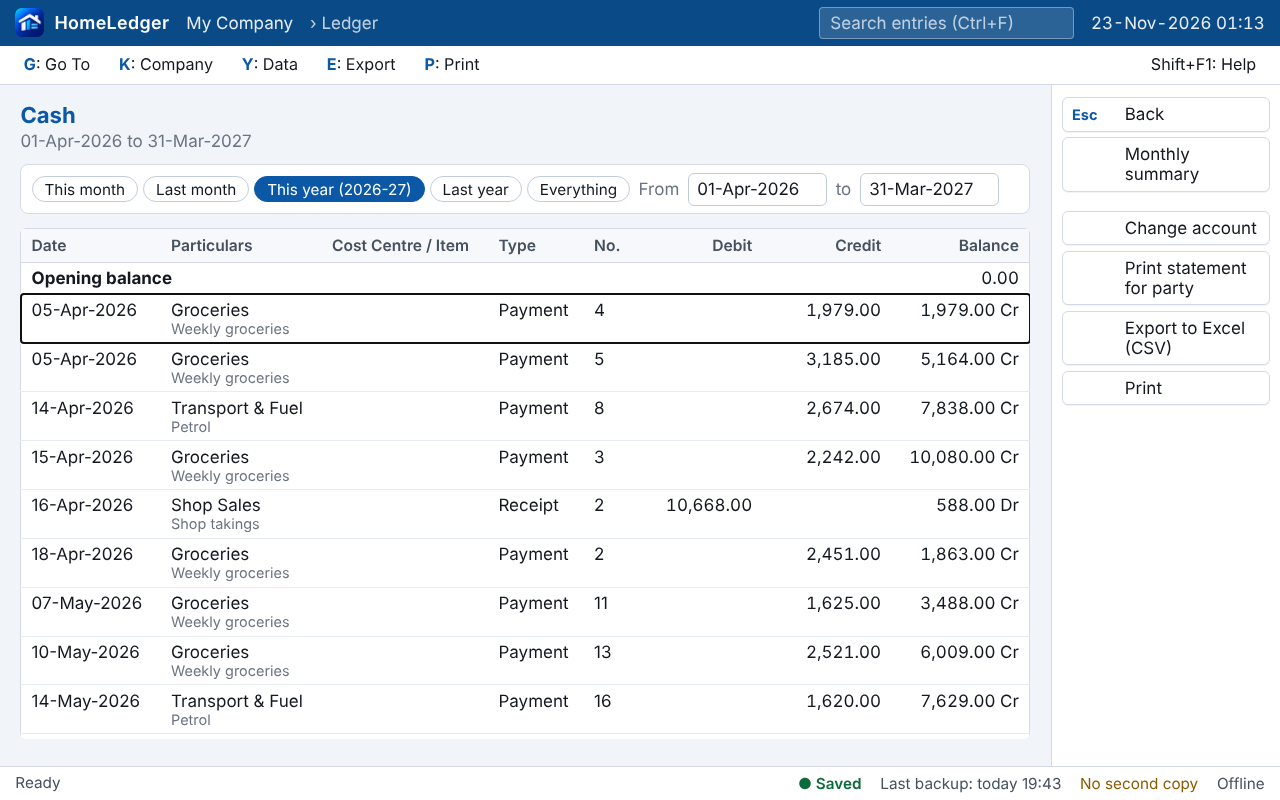 HomeLedger My Company › Ledger Search entries (Ctrl+F) 23-Nov-2026 01:13
G: Go To K: Company Y: Data E: Export P: Print Shift+F1: Help
Cash
01-Apr-2026 to 31-Mar-2027
This month Last month This year (2026-27) Last year Everything From 01-Apr-2026 to 31-Mar-2027
Date Particulars Cost Centre / Item Type No. Debit Credit Balance
Opening balance 0.00
05-Apr-2026 Groceries Payment 4 1,979.00 1,979.00 Cr
Weekly groceries
05-Apr-2026 Groceries Payment 5 3,185.00 5,164.00 Cr
Weekly groceries
14-Apr-2026 Transport & Fuel Payment 8 2,674.00 7,838.00 Cr
Petrol
15-Apr-2026 Groceries Payment 3 2,242.00 10,080.00 Cr
Weekly groceries
16-Apr-2026 Shop Sales Receipt 2 10,668.00 588.00 Dr
Shop takings
18-Apr-2026 Groceries Payment 2 2,451.00 1,863.00 Cr
Weekly groceries
07-May-2026 Groceries Payment 11 1,625.00 3,488.00 Cr
Weekly groceries
10-May-2026 Groceries Payment 13 2,521.00 6,009.00 Cr
Weekly groceries
14-May-2026 Transport & Fuel Payment 16 1,620.00 7,629.00 Cr
Petrol
Esc Back
Monthly
summary
Change account
Print statement
for party
Export to Excel
(CSV)
Print
Ready Saved Last backup: today 19:43 No second copy Offline